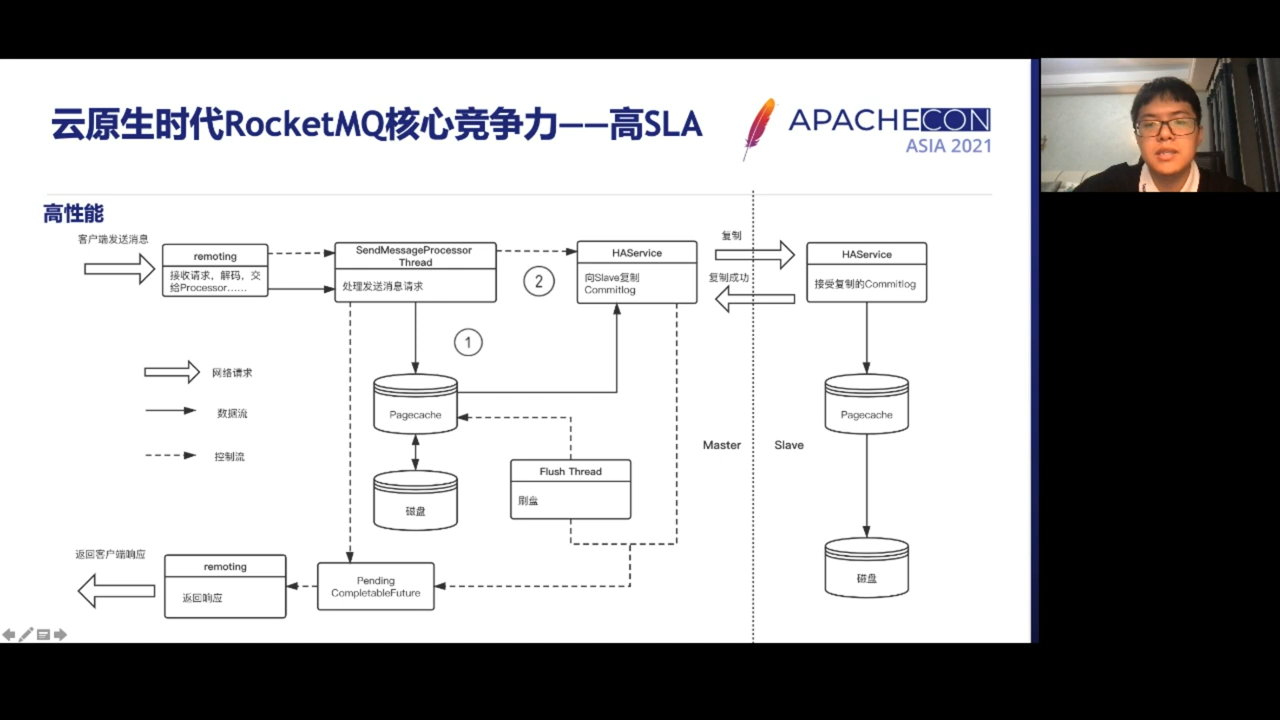 云原生时代RocketMQ核心竞争力——高SLA
APACHECON
ASIA 2021
高性能
客户端发送消息
remoting
接收请求，解码，交
给Processor……
SendMessageProcessor
Thread
处理发送消息请求
HAService
向Slave复制
Commitlog
复制
复制成功
HAService
接受复制的Commitlog
2
1
网络请求
数据流
控制流
Pagecache
磁盘
Flush Thread
刷盘
Master
Slave
Pagecache
磁盘
返回客户端响应
remoting
返回响应
Pending
CompletableFuture